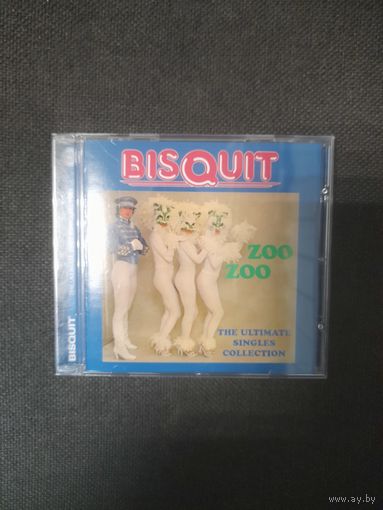 BISQUIT
ZOO
ZOO
THE ULTIMATE
SINGLES
COLLECTION
BISQUIT
www.ay.by